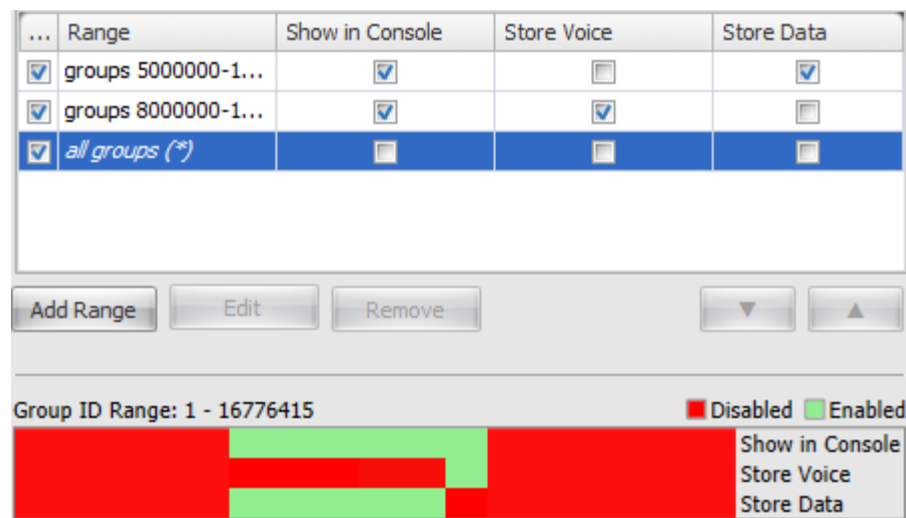 ... Range Show in Console Store Voice Store Data
groups 5000000-1...
groups 8000000-1...
all groups (*)
Add Range Edit Remove
Group ID Range: 1 - 16776415 Disabled Enabled
Show in Console
Store Voice
Store Data